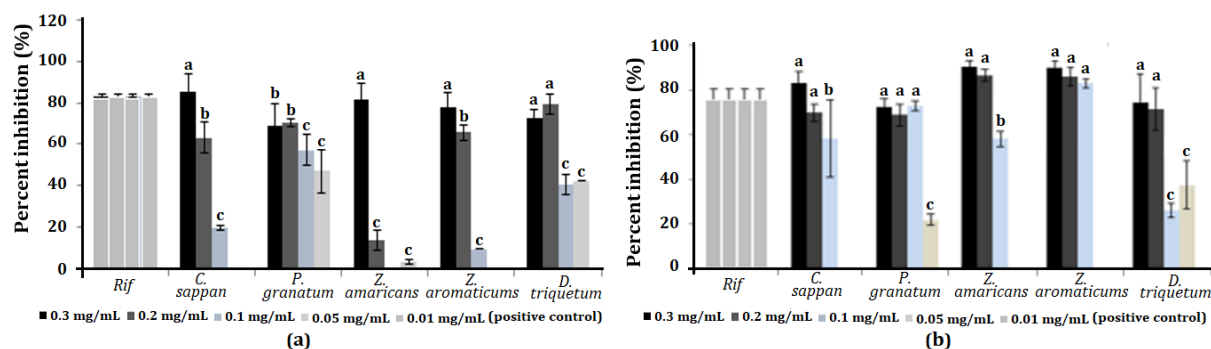 Percent inhibition (%)
120
100
80
60
40
20
0
a
b
c
b
b
c
c
a
c
c
a
b
c
a
a
c
c
Rif
C. sappan
P. granatum
Z. amaricans
Z. aromaticums
D. triquetum
0.3 mg/mL 0.2 mg/mL 0.1 mg/mL 0.05 mg/mL 0.01 mg/mL (positive control)
(a)
Percent inhibition (%)
100
80
60
40
20
0
a
a
b
a
a
a
c
a
a
b
a
a
a
a
a
c
c
Rif
C. sappan
P. granatum
Z. amaricans
Z. aromaticums
D. triquetum
0.3 mg/mL 0.2 mg/mL 0.1 mg/mL 0.05 mg/mL 0.01 mg/mL (positive control)
(b)